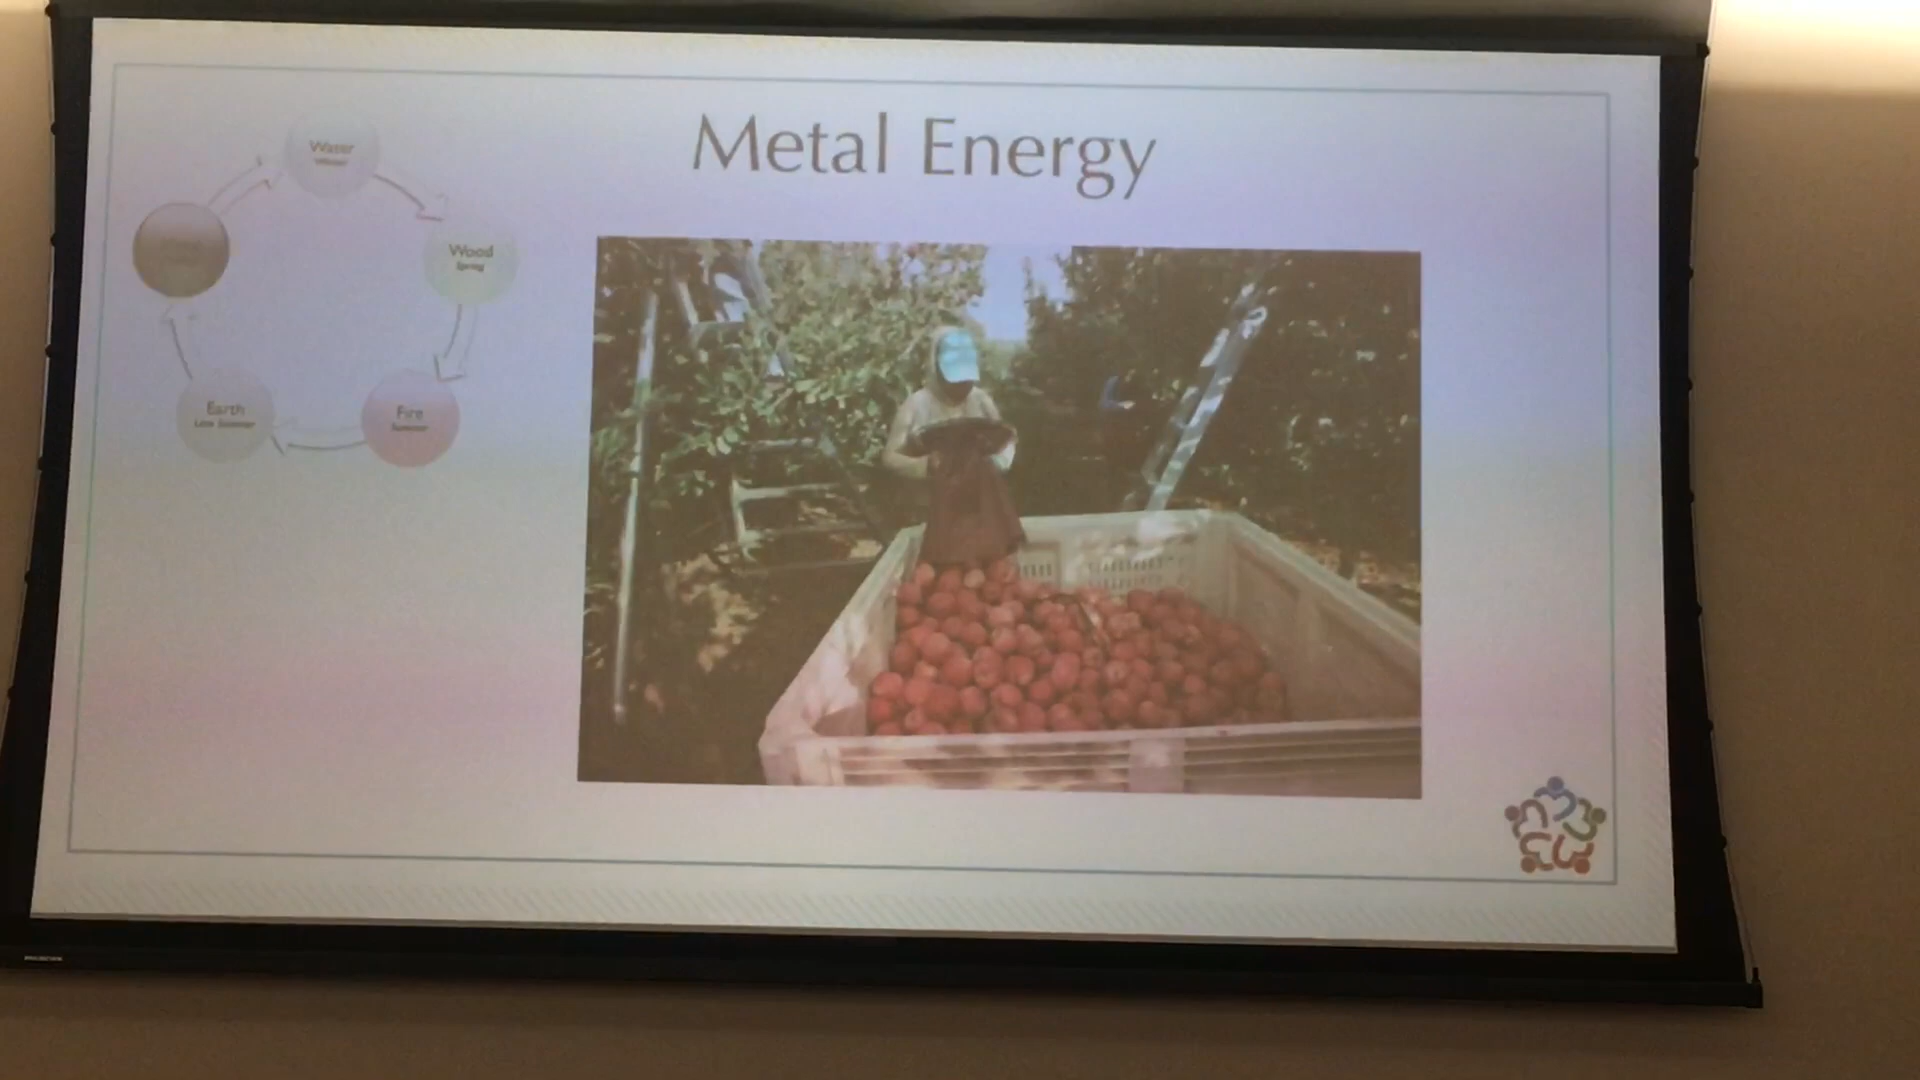 Metal Energy
Water
Winter
Wood
Spring
Fire
Summer
Earth
Late Summer